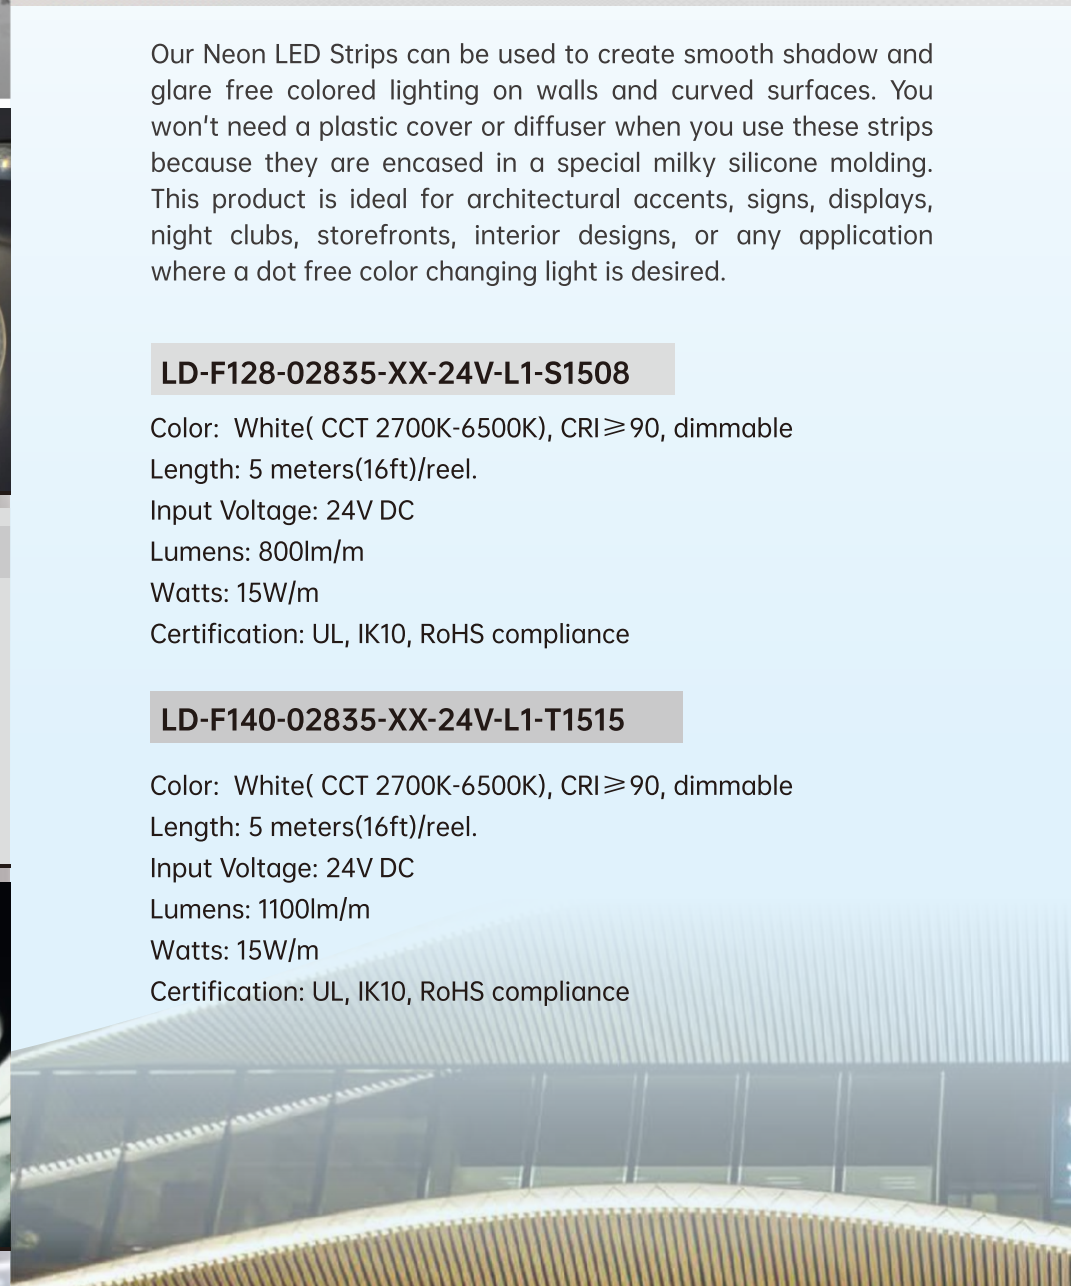 Our Neon LED Strips can be used to create smooth shadow and
glare free colored lighting on walls and curved surfaces. You
won't need a plastic cover or diffuser when you use these strips
because they are encased in a special milky silicone molding.
This product is ideal for architectural accents, signs, displays,
night clubs, storefronts, interior designs, or any application
where a dot free color changing light is desired.
LD-F128-02835-XX-24V-L1-S1508
Color: White( CCT 2700K-6500K), CRI≥90, dimmable
Length: 5 meters(16ft)/reel.
Input Voltage: 24V DC
Lumens: 800lm/m
Watts: 15W/m
Certification: UL, IK10, RoHS compliance
LD-F140-02835-XX-24V-L1-T1515
Color: White( CCT 2700K-6500K), CRI≥90, dimmable
Length: 5 meters(16ft)/reel.
Input Voltage: 24V DC
Lumens: 1100lm/m
Watts: 15W/m
Certification: UL, IK10, RoHS compliance